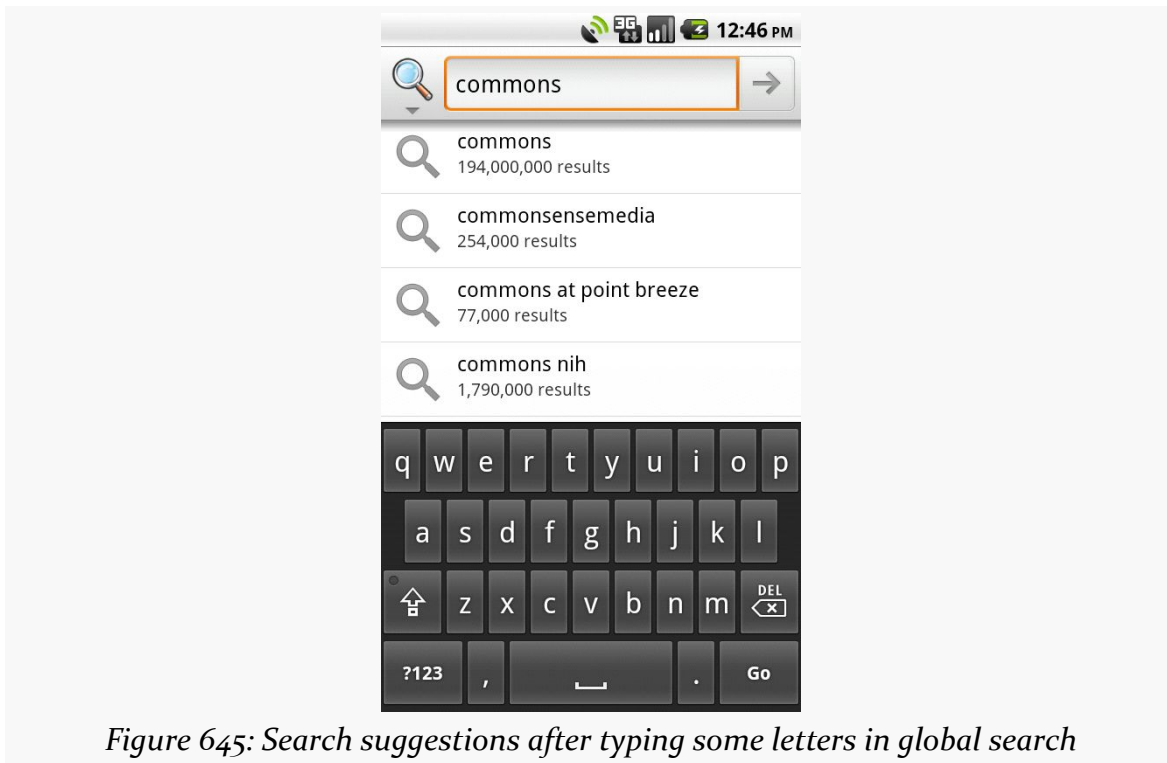 3G 12:46 PM
commons
commons
194,000,000 results
commonsensemedia
254,000 results
commons at point breeze
77,000 results
commons nih
1,790,000 results
q w e r t y u i o p
a s d f g h j k l
z x c v b n m DEL
?123 , . Go
Figure 645: Search suggestions after typing some letters in global search